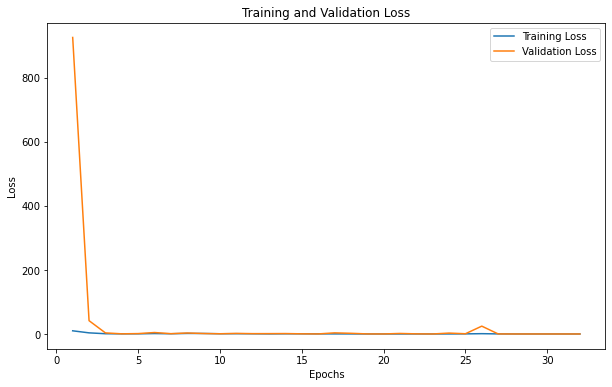 Training and Validation Loss
Training Loss
Validation Loss
800
600
400
200
0
Loss
0 5 10 15 20 25 30
Epochs